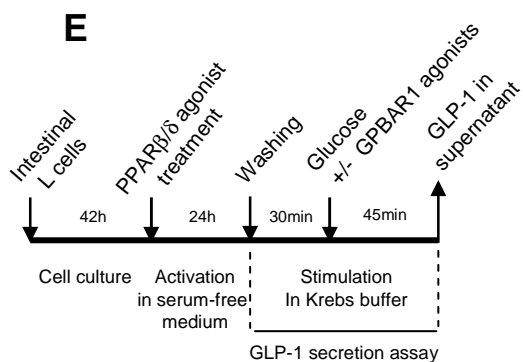 E
Intestinal
L cells
PPARβ/δ agonist
treatment
Washing
Glucose
+/- GPBAR1 agonists
GLP-1 in
supernatant
42h
24h
30min
45min
Cell culture
Activation
in serum-free
medium
Stimulation
In Krebs buffer
GLP-1 secretion assay